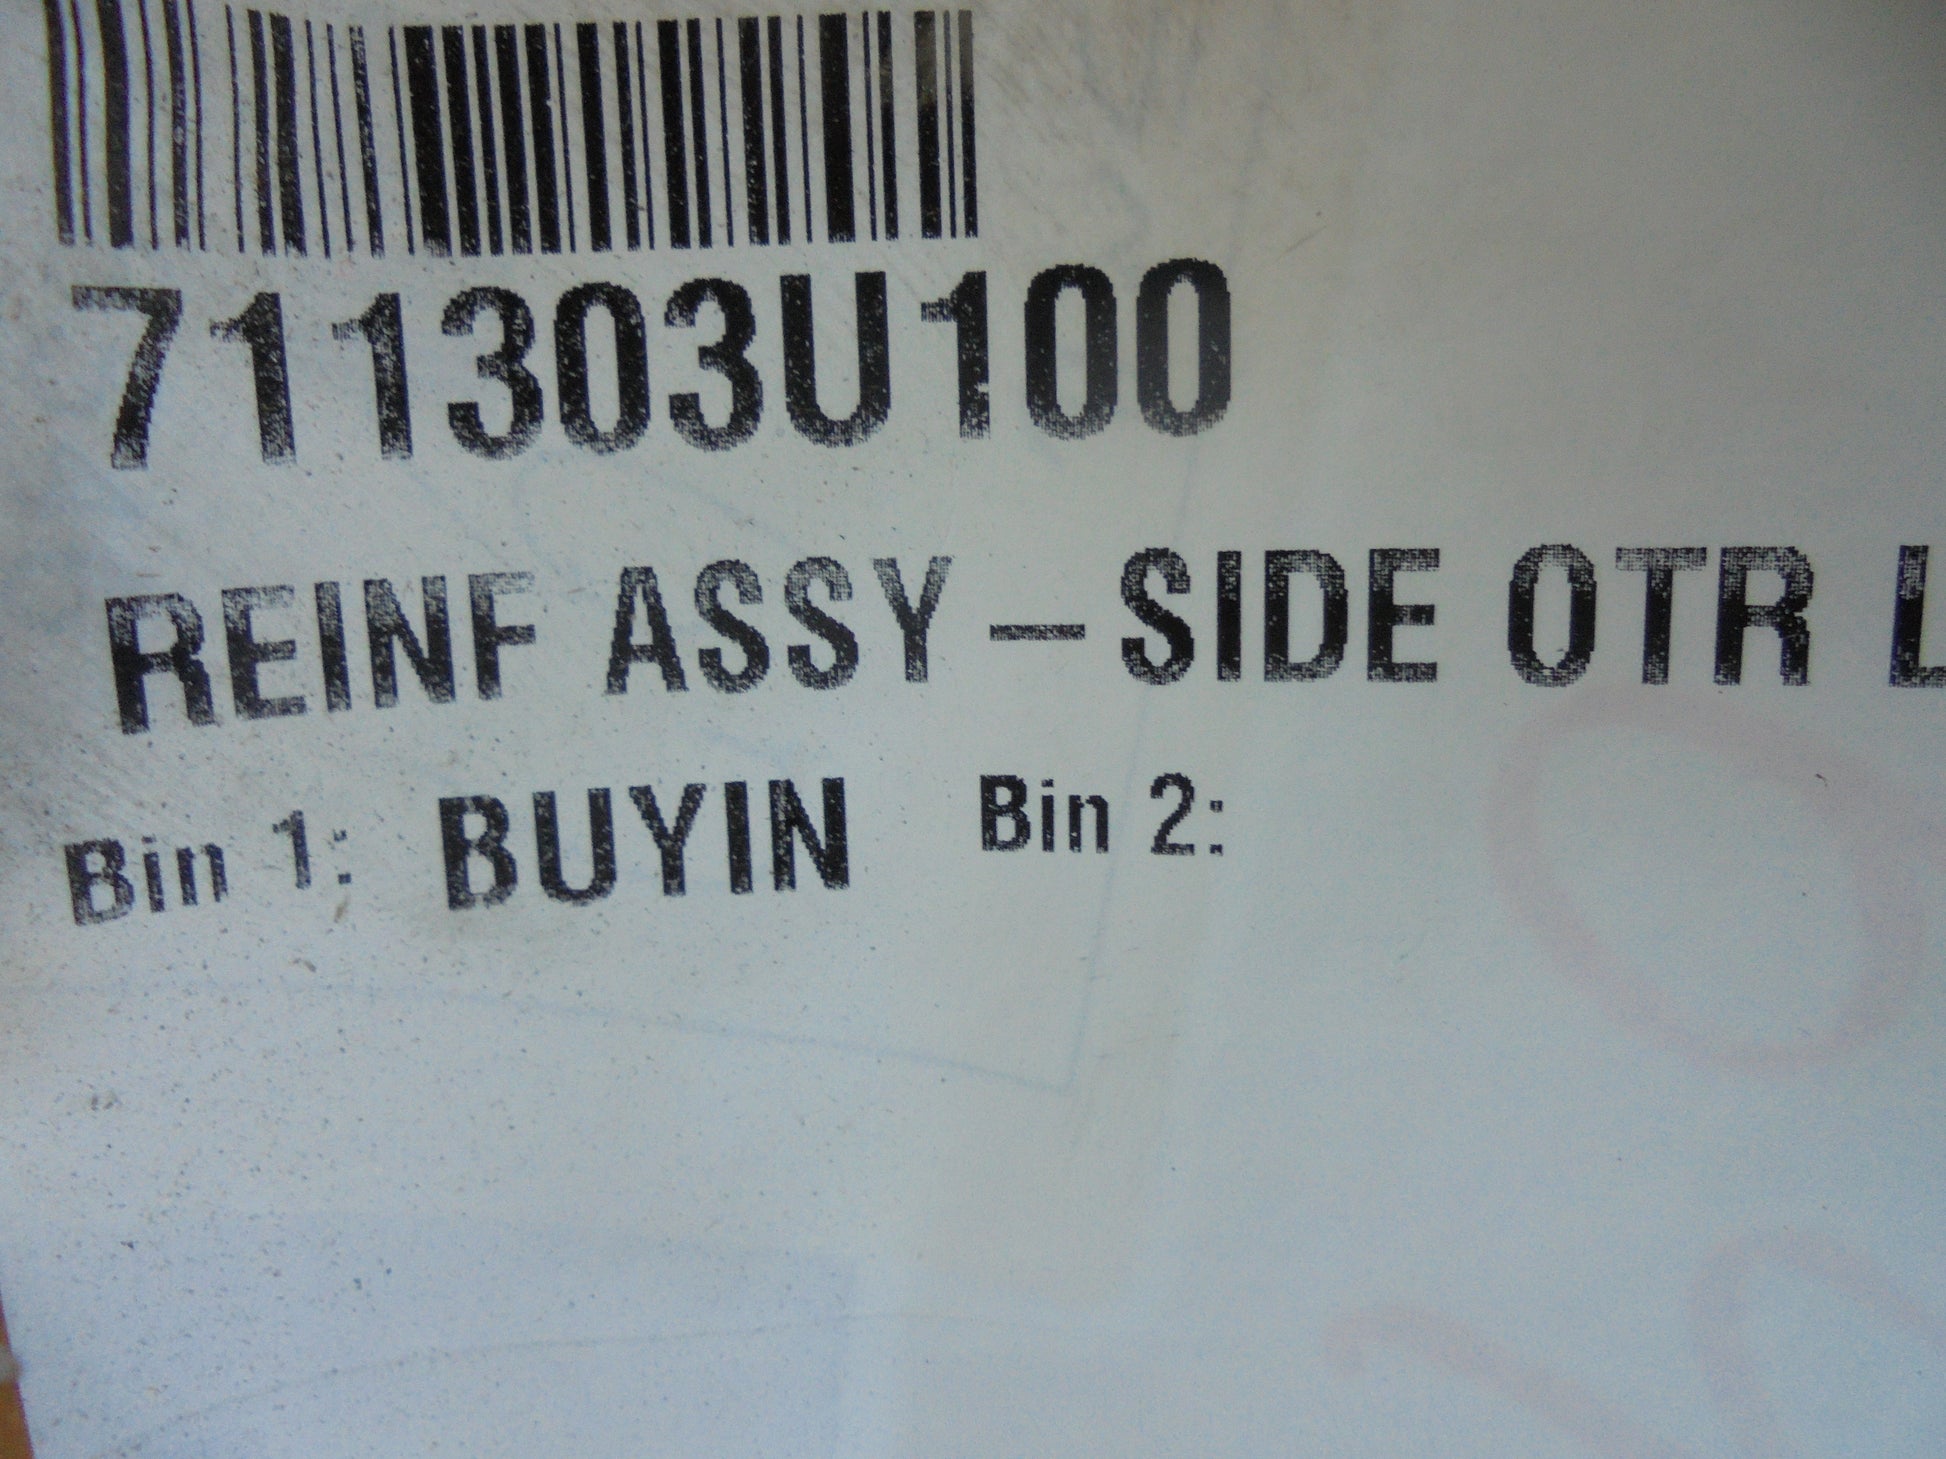 711303U100
REINF ASSY-SIDE OTR L
Bin 1: BUYIN Bin 2: